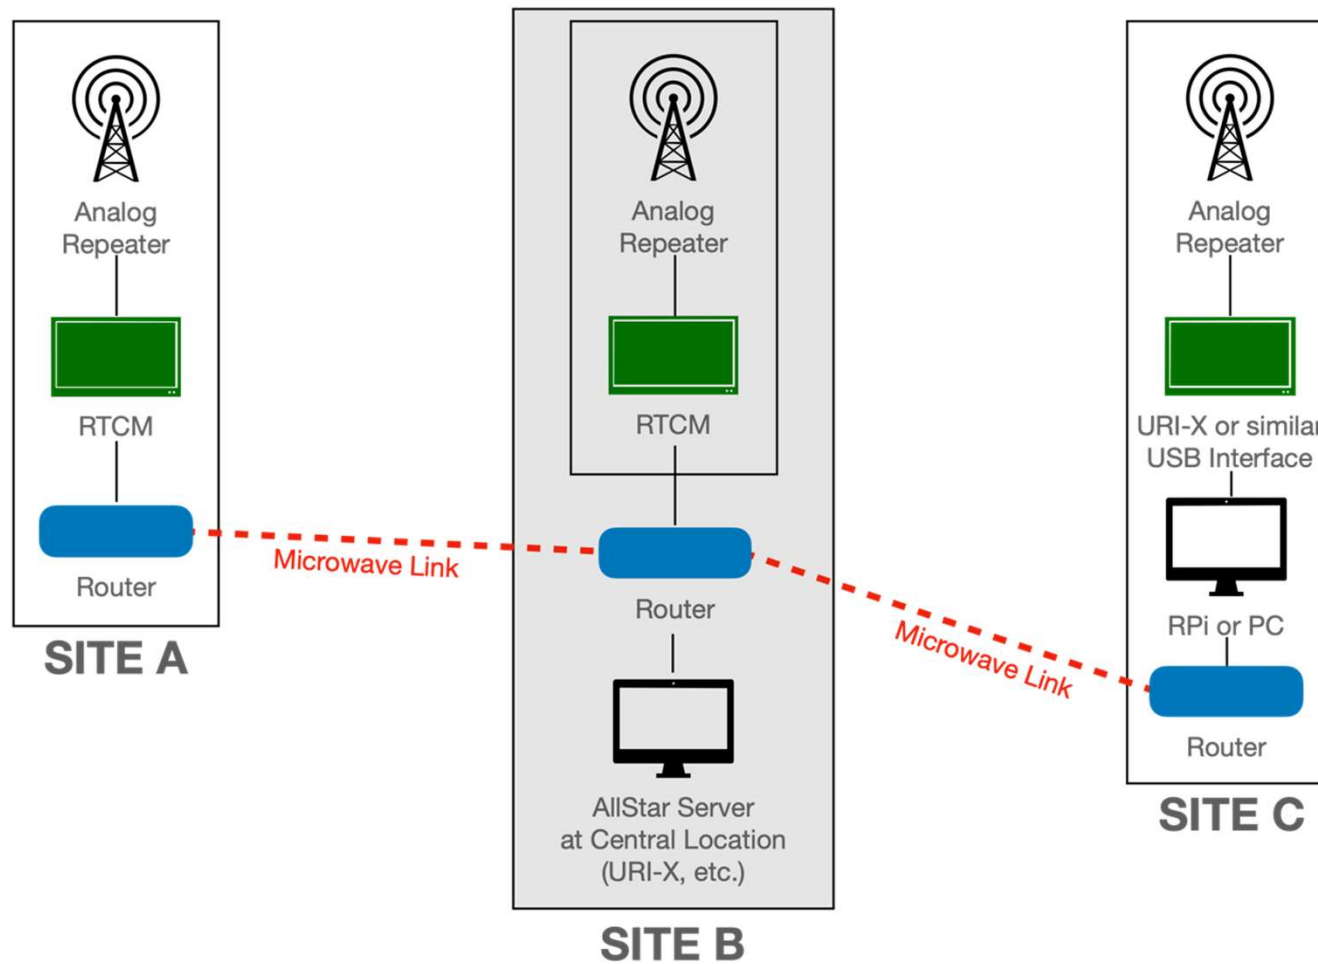 Analog
Repeater
RTCM
Router
SITE A
Microwave Link
Analog
Repeater
RTCM
Router
AllStar Server
at Central Location
(URI-X, etc.)
SITE B
Microwave Link
Analog
Repeater
URI-X or similar
USB Interface
RPi or PC
Router
SITE C